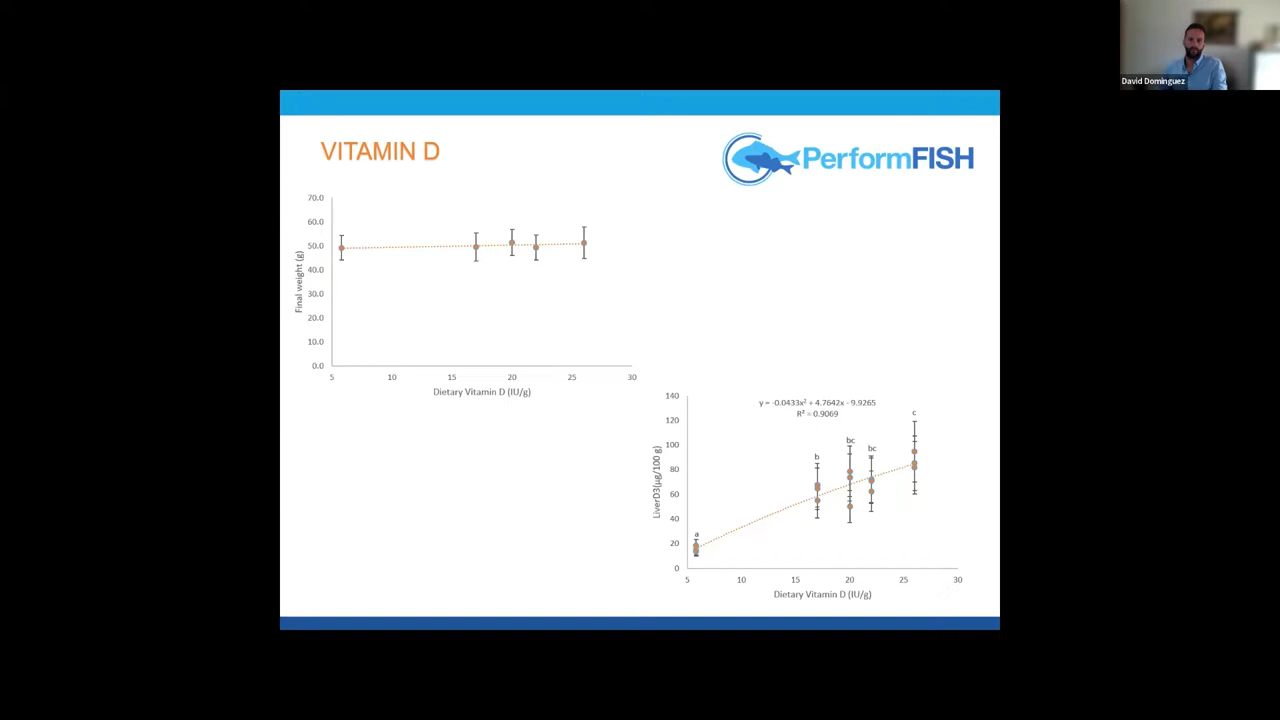 David Dominguez
VITAMIN D
PerformFISH
70.0
60.0
50.0
40.0
30.0
20.0
10.0
0.0
Final weight (g)
5 10 15 20 25 30
Dietary Vitamin D (IU/g)
140
120
100
80
60
40
20
0
LiverD3(µg/100 g)
y = -0.0433x² + 4.7642x - 9.9265
R² = 0.9069
a
b
bc
bc
c
5 10 15 20 25 30
Dietary Vitamin D (IU/g)